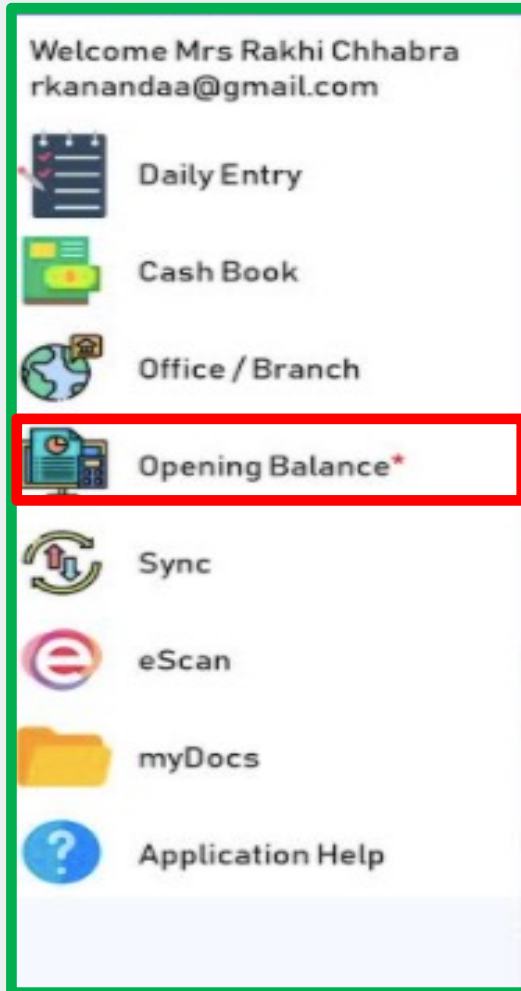 Welcome Mrs Rakhi Chhabra
rkanandaa@gmail.com
Daily Entry
Cash Book
Office / Branch
Opening Balance*
Sync
eScan
myDocs
Application Help